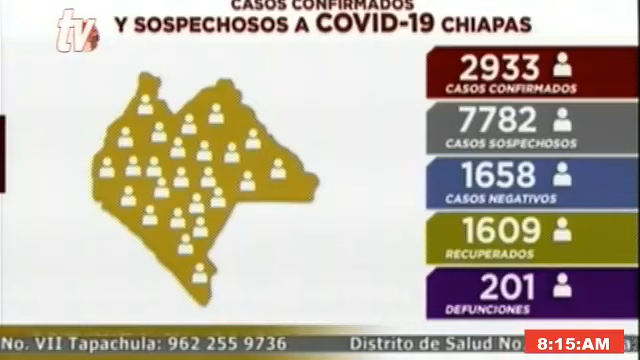 CASOS CONFIRMADOS
Y SOSPECHOSOS A COVID-19 CHIAPAS
tv
2933
CASOS CONFIRMADOS
7782
CASOS SOSPECHOSOS
1658
CASOS NEGATIVOS
1609
RECUPERADOS
201
DEFUNCIONES
No. VII Tapachula: 962 255 9736 Distrito de Salud No.
8:15:AM